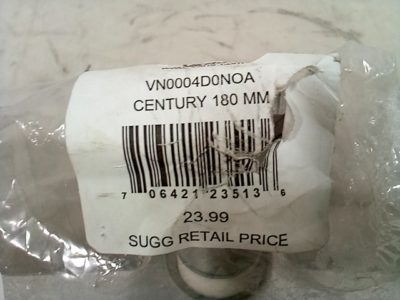 VN0004D0NOA
CENTURY 180 MM
7 06421 23513 6
23.99
SUGG RETAIL PRICE